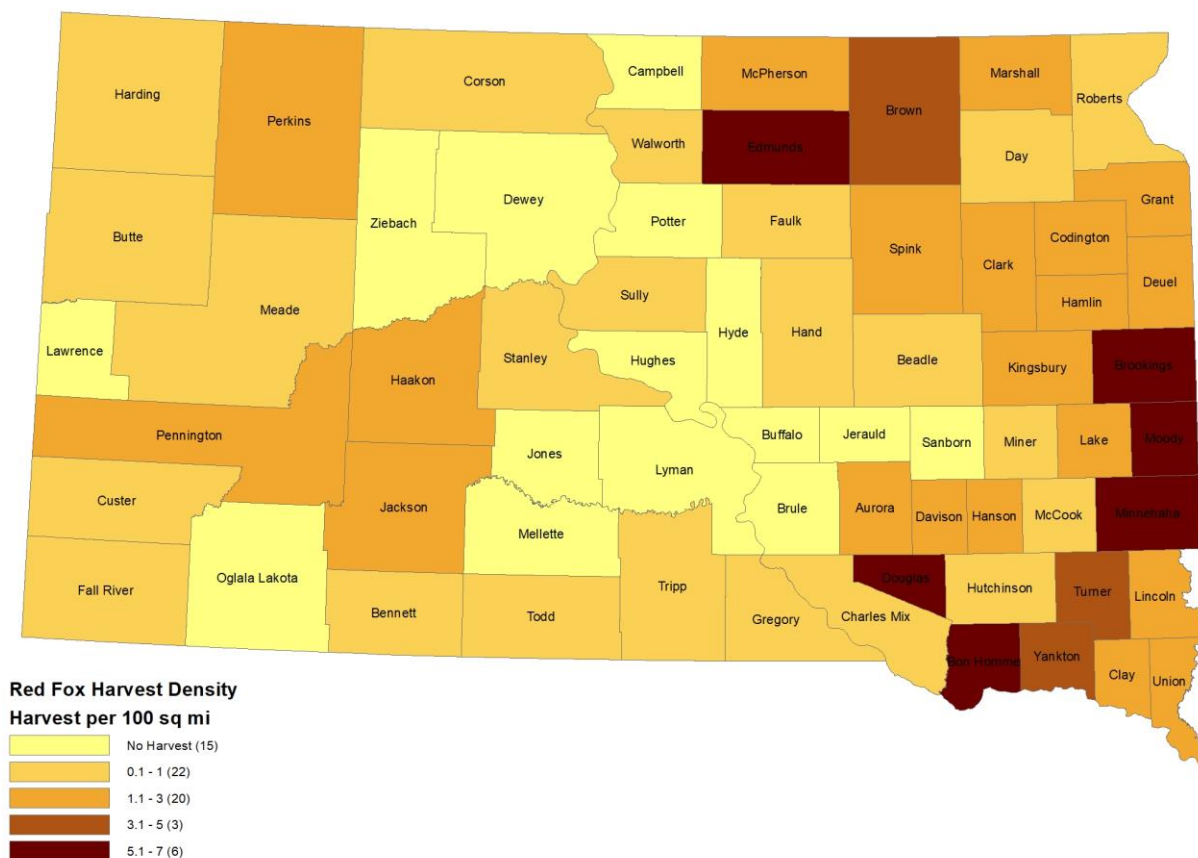 Campbell
McPherson
Marshall
Corson
Roberts
Harding
Brown
Perkins
Walworth
Edmunds
Day
Dewey
Grant
Ziebach
Potter
Faulk
Butte
Codington
Spink
Clark
Deuel
Sully
Hamlin
Meade
Hyde
Hand
Lawrence
Stanley
Hughes
Beadle
Brookings
Kingsbury
Haakon
Pennington
Buffalo
Jerauld
Sanborn
Miner
Lake
Moody
Jones
Lyman
Custer
Jackson
Brule
Aurora
Davison
Hanson
McCook
Minnehaha
Mellette
Oglala Lakota
Douglas
Tripp
Hutchinson
Turner
Lincoln
Fall River
Bennett
Todd
Gregory
Charles Mix
Bon Homme
Yankton
Clay
Union
Red Fox Harvest Density
Harvest per 100 sq mi
No Harvest (15)
0.1 - 1 (22)
1.1 - 3 (20)
3.1 - 5 (3)
5.1 - 7 (6)